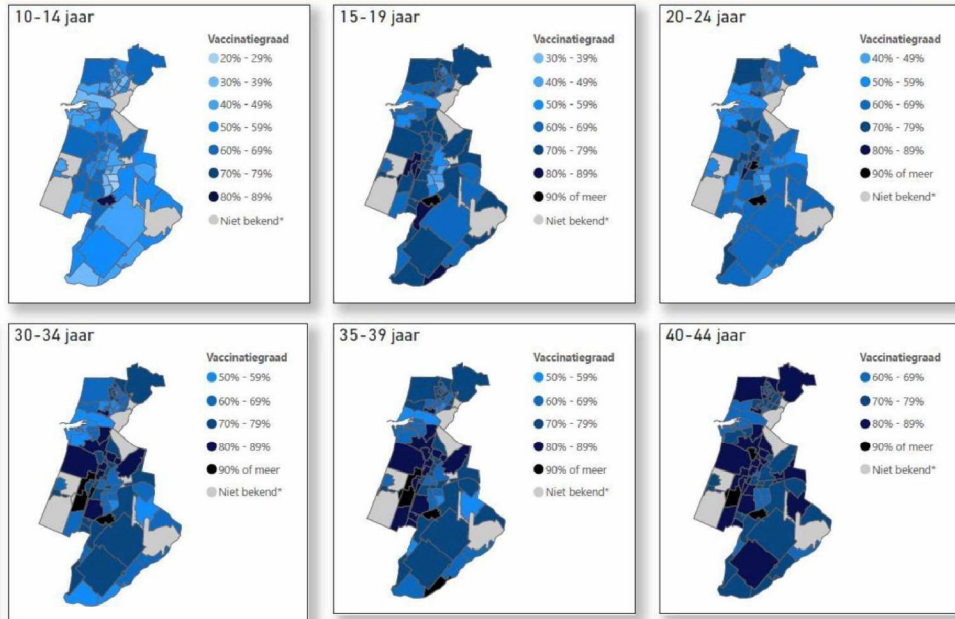 10-14 jaar
Vaccinatiegraad
20% - 29%
30% - 39%
40% - 49%
50% - 59%
60% - 69%
70% - 79%
80% - 89%
Niet bekend*
15-19 jaar
Vaccinatiegraad
30% - 39%
40% - 49%
50% - 59%
60% - 69%
70% - 79%
80% - 89%
90% of meer
Niet bekend*
20-24 jaar
Vaccinatiegraad
40% - 49%
50% - 59%
60% - 69%
70% - 79%
80% - 89%
90% of meer
Niet bekend*
30-34 jaar
Vaccinatiegraad
50% - 59%
60% - 69%
70% - 79%
80% - 89%
90% of meer
Niet bekend*
35-39 jaar
Vaccinatiegraad
50% - 59%
60% - 69%
70% - 79%
80% - 89%
90% of meer
Niet bekend*
40-44 jaar
Vaccinatiegraad
60% - 69%
70% - 79%
80% - 89%
90% of meer
Niet bekend*